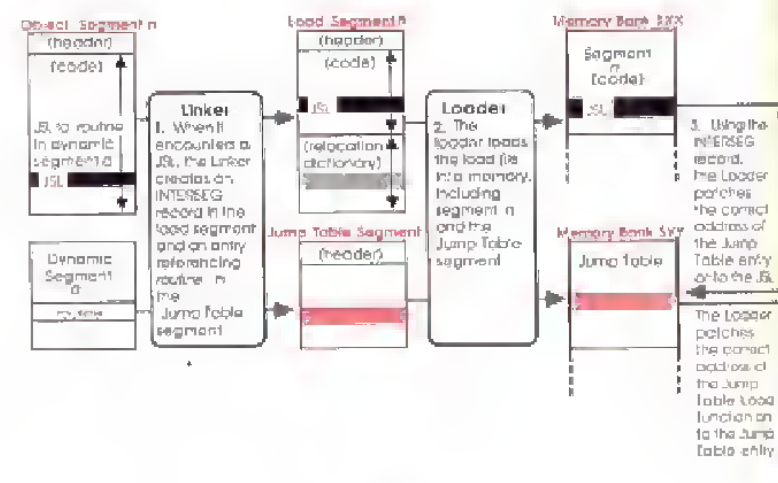 Object Segment n
(header)
(code)
JSL to routine
in dynamic
segment a
JSL
Dynamic
Segment
a
routine
Linker
1. When it
encounters a
JSL, the Linker
creates an
INTERSEG
record in the
load segment
and an entry
referencing
routine in
the
Jump Table
segment
Load Segment n
(header)
(code)
JSL
(relocation
dictionary)
Jump Table Segment
(header)
Loader
2. The
loader loads
the load file
into memory,
including
segment n
and the
Jump Table
segment
Memory Bank $XX
Segment
n
(code)
JSL
Memory Bank $YY
Jump Table
3. Using the
INTERSEG
record,
the Loader
patches
the correct
address of
the Jump
Table entry
onto the JSL
The Loader
patches
the correct
address of
the Jump
Table Load
function on
to the Jump
Table entry